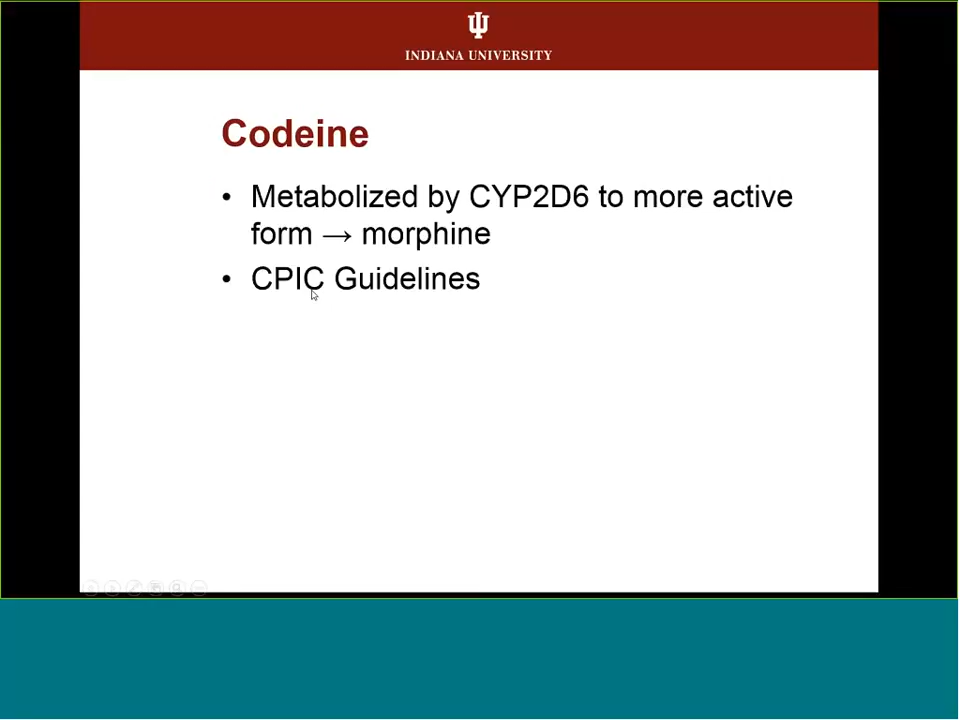 INDIANA UNIVERSITY
Codeine
• Metabolized by CYP2D6 to more active
form → morphine
• CPIC Guidelines